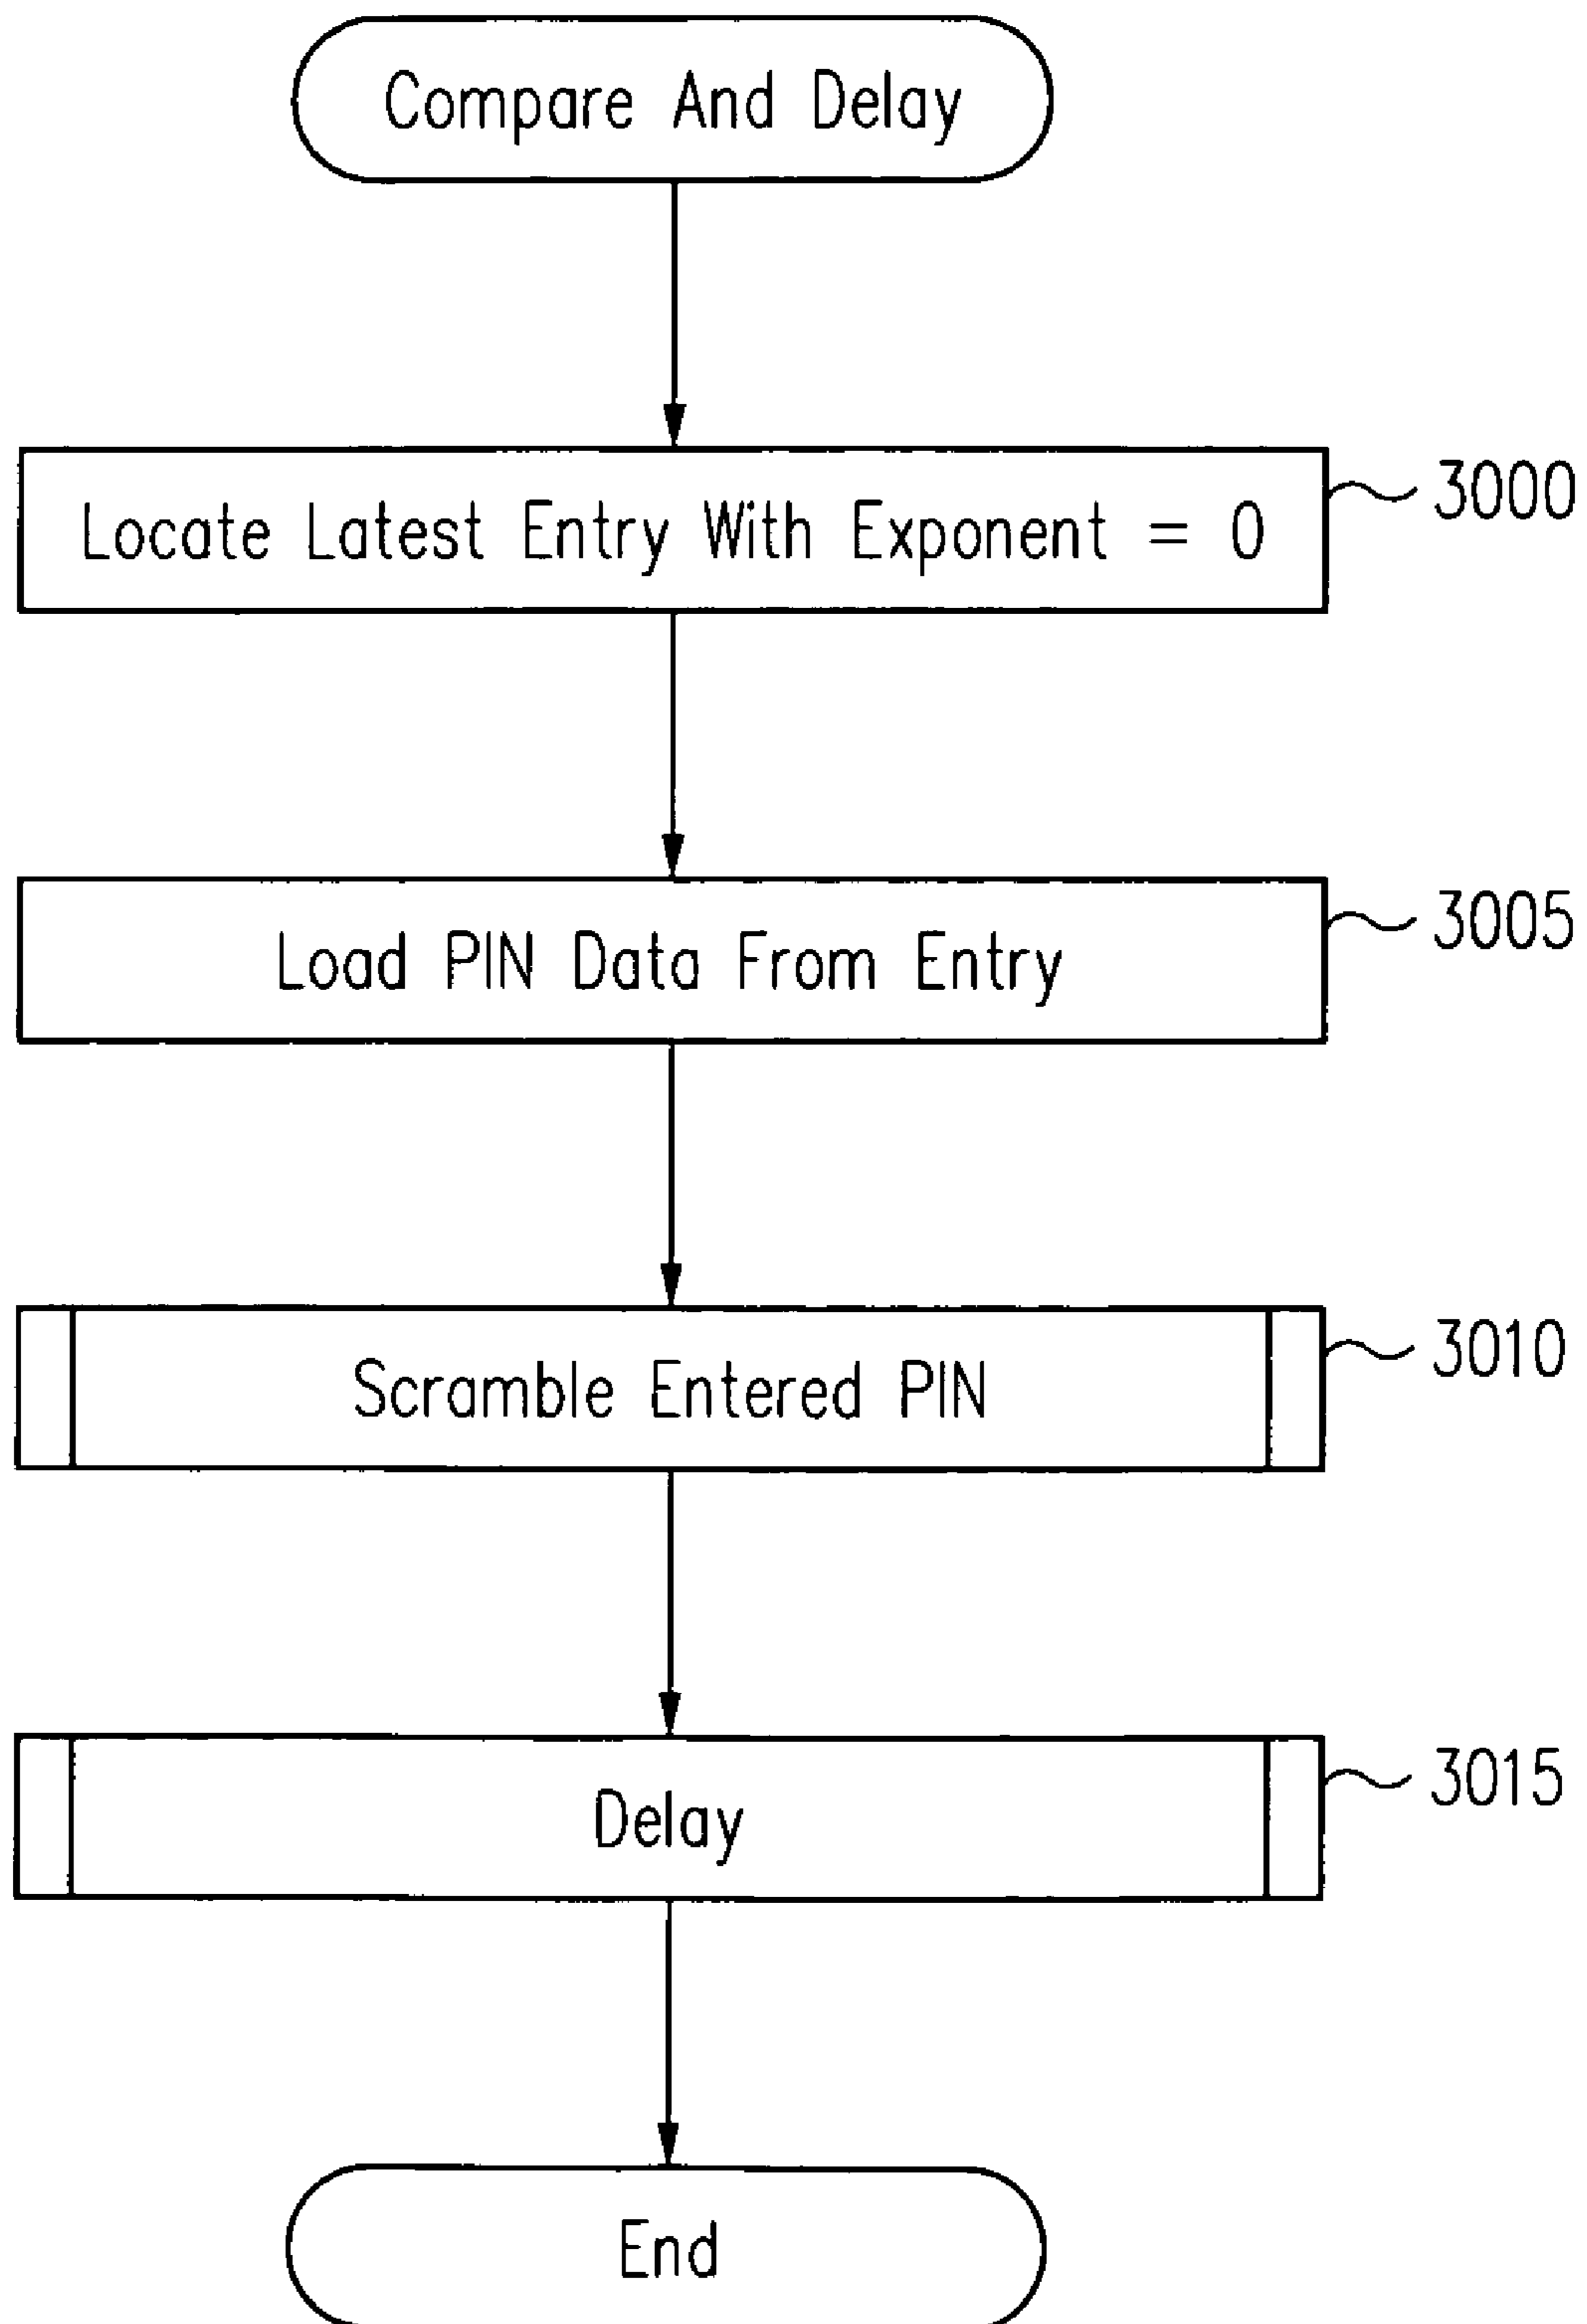 Compare And Delay
Locate Latest Entry With Exponent = 0
3000
Load PIN Data From Entry
3005
Scramble Entered PIN
3010
Delay
3015
End